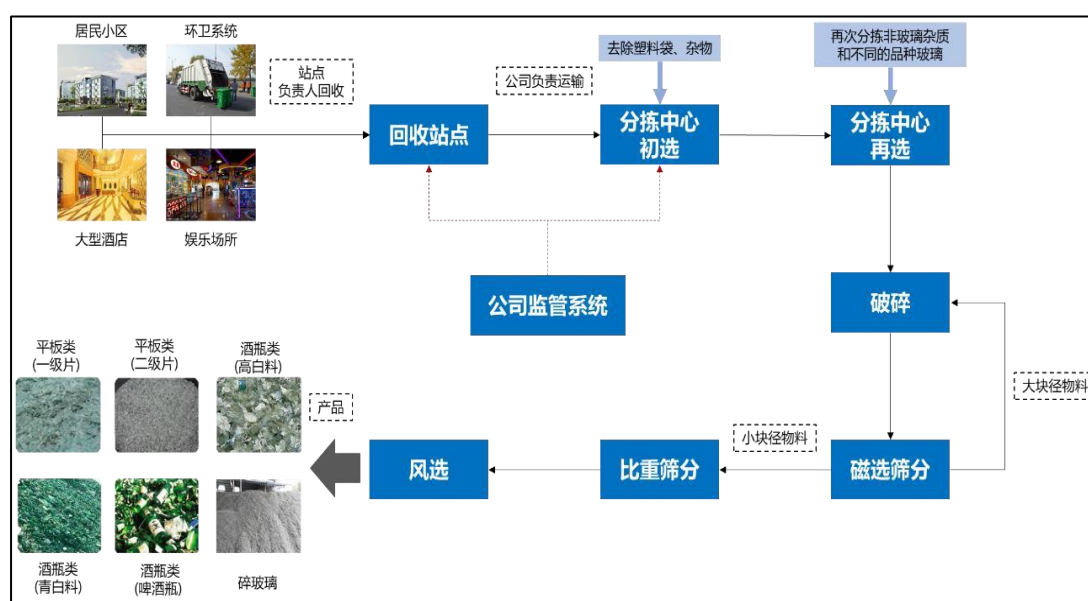 居民小区
环卫系统
站点
负责人回收
公司负责运输
去除塑料袋、杂物
再次分拣非玻璃杂质
和不同的品种玻璃
回收站点
分拣中心
初选
分拣中心
再选
大型酒店
娱乐场所
公司监管系统
破碎
大块径物料
平板类
(一级片)
平板类
(二级片)
酒瓶类
(高白料)
产品
风选
比重筛分
小块径物料
磁选筛分
酒瓶类
(青白料)
酒瓶类
(啤酒瓶)
碎玻璃